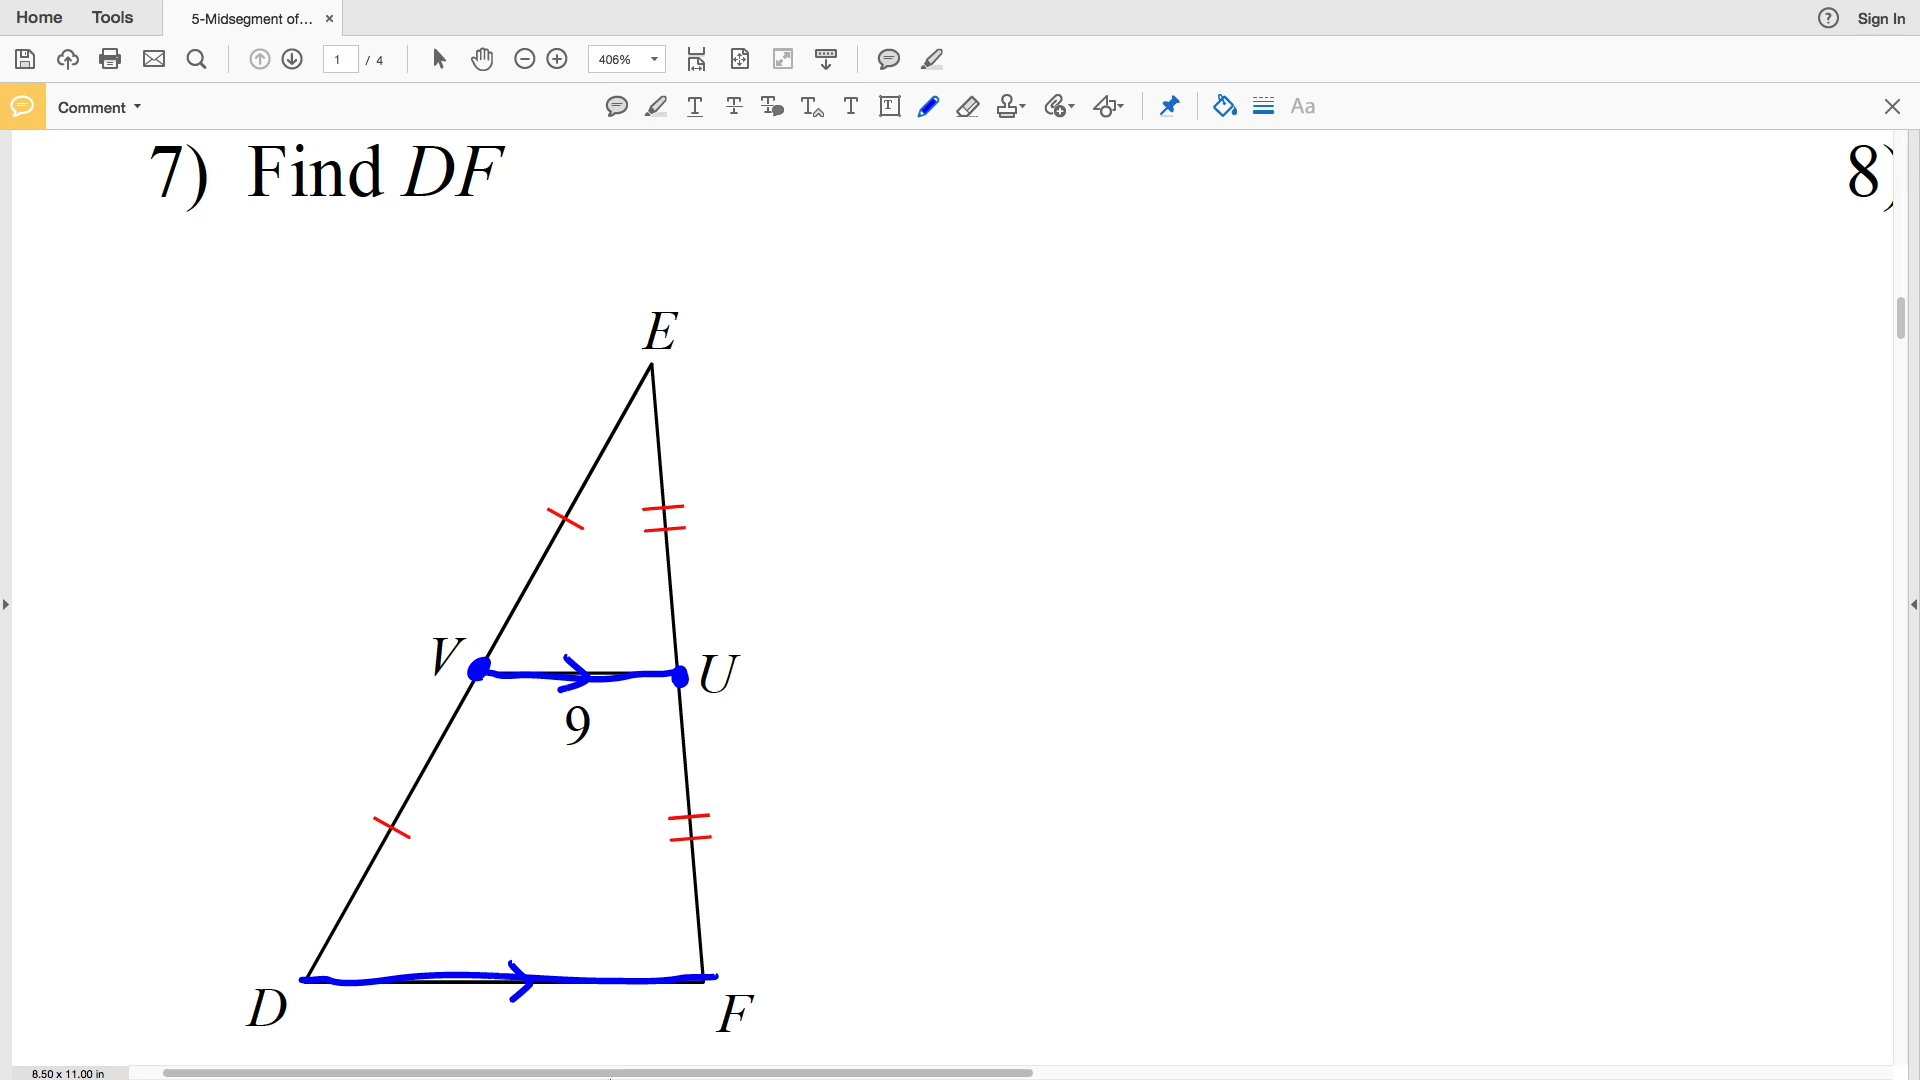 Home Tools 5-Midsegment of... × ? Sign In
1 / 4 406%
Comment T T T T T T Aa
7) Find DF
8)
E
V
U
9
D
F
8.50 x 11.00 in